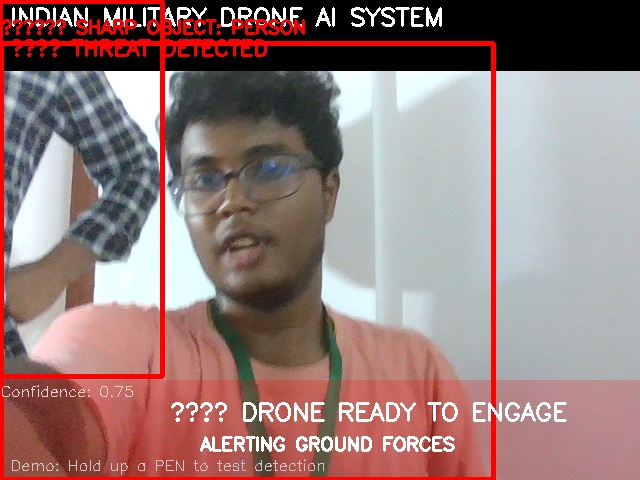 INDIAN MILITARY DRONE AI SYSTEM
?????? SHARP OBJECT: PERSON
???? THREAT DETECTED
Confidence: 0.75
???? DRONE READY TO ENGAGE
ALERTING GROUND FORCES
Demo: Hold up a PEN to test detection